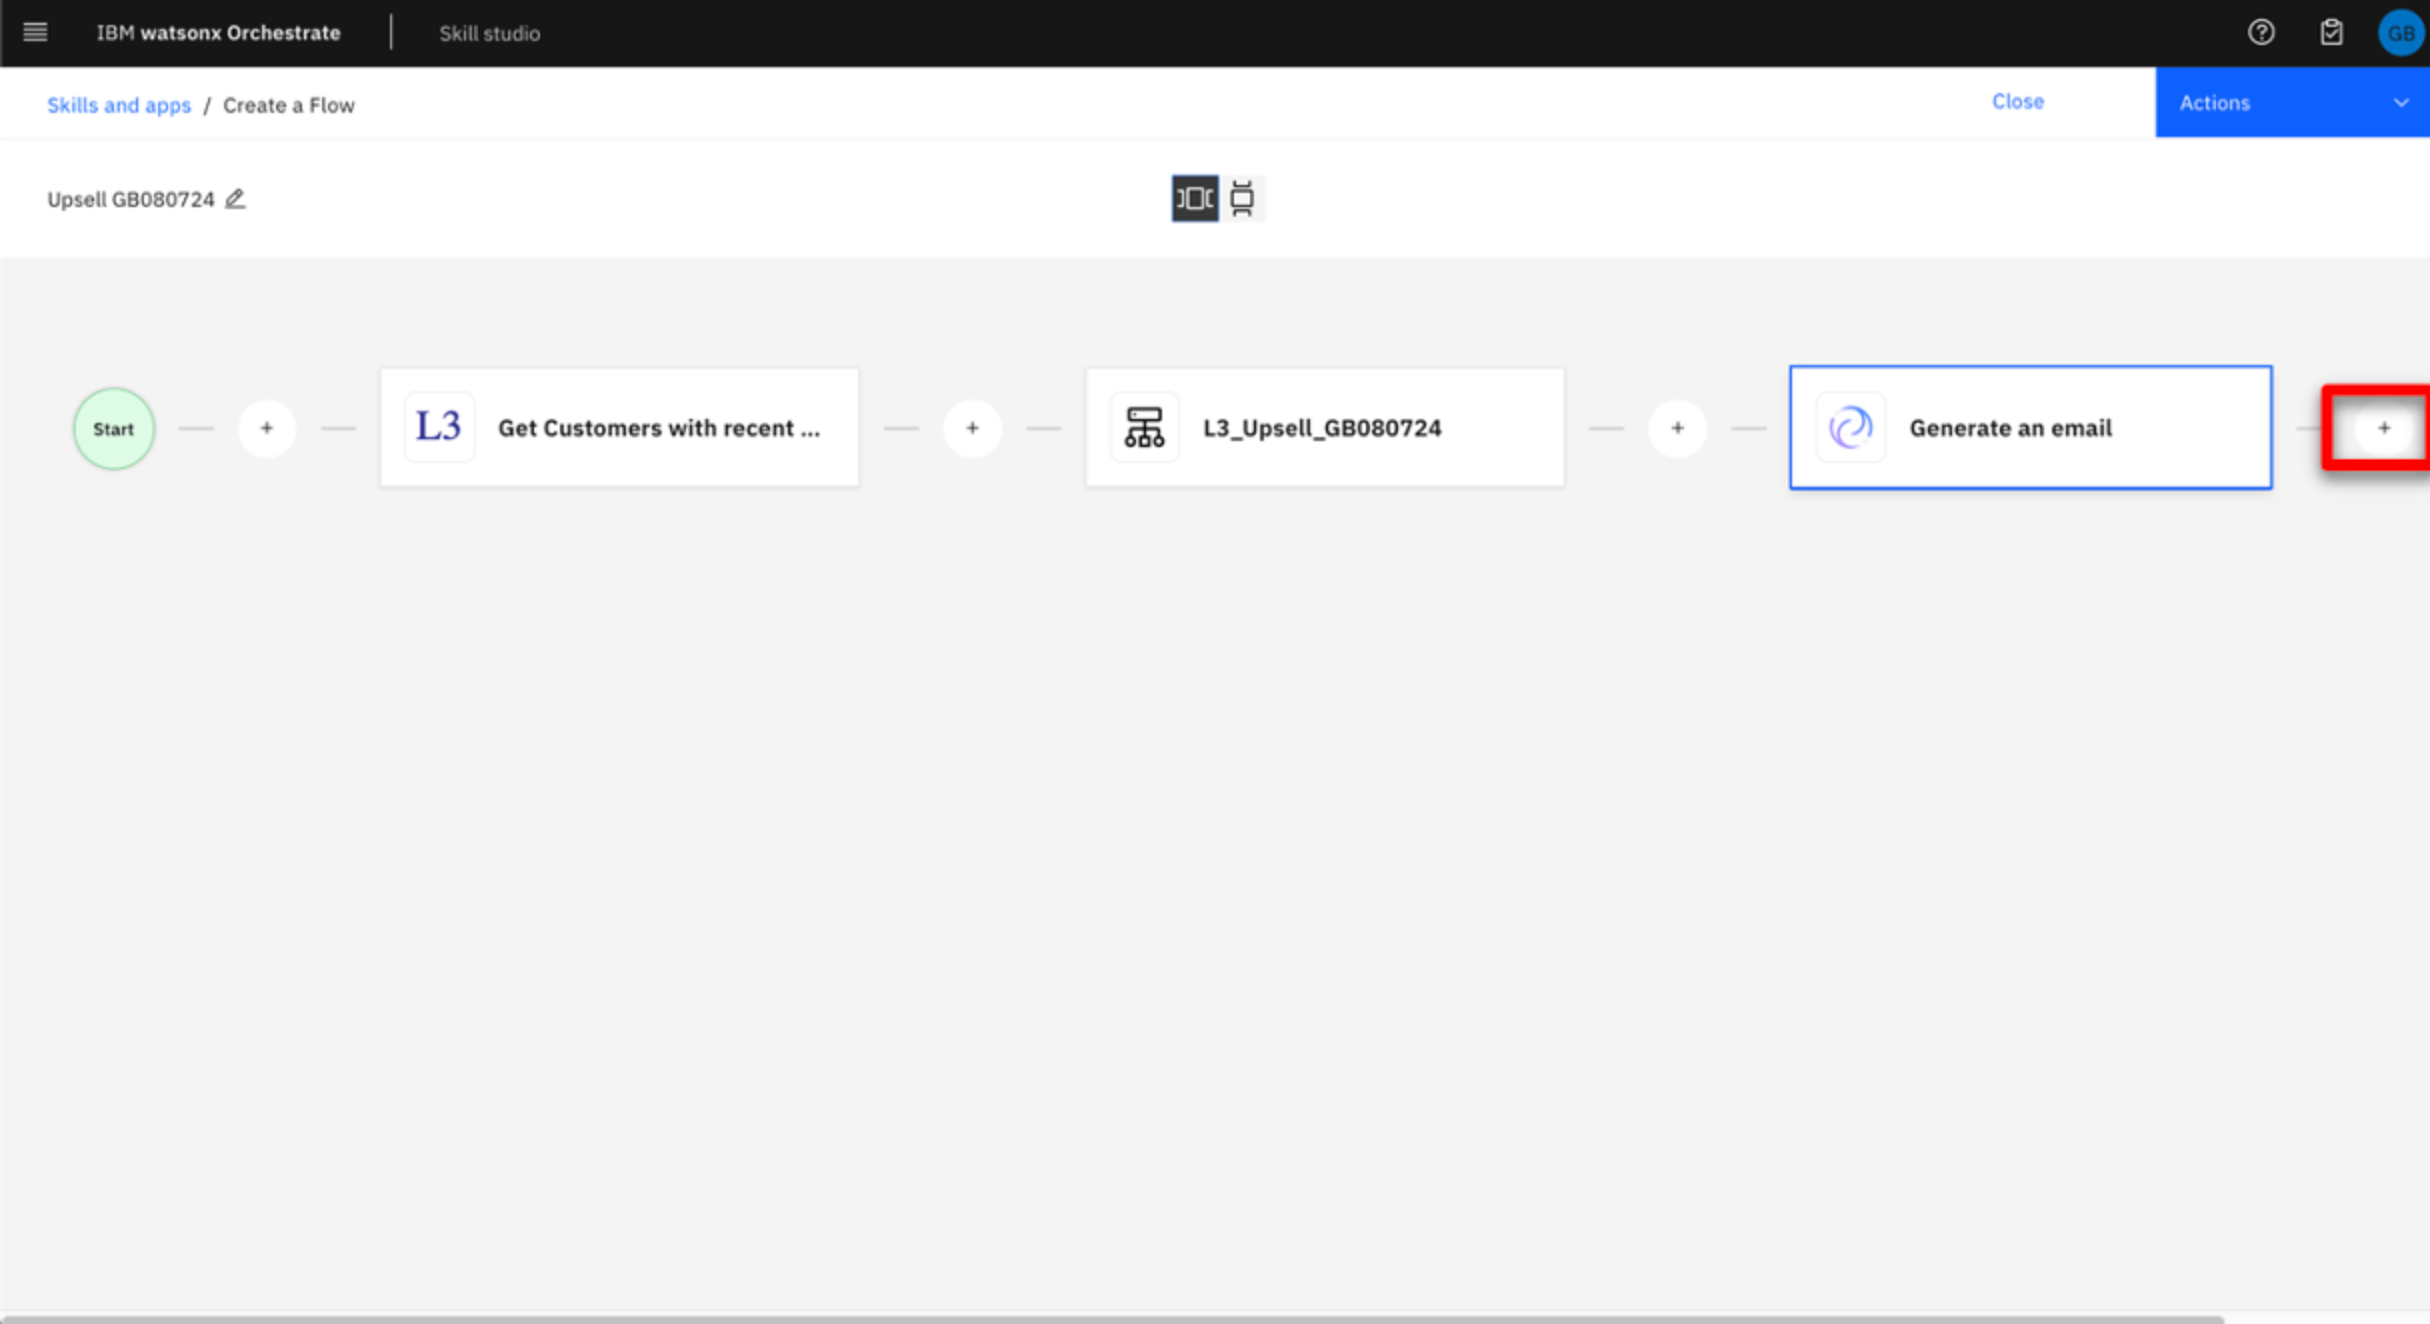 IBM watsonx Orchestrate
Skill studio
GB
Skills and apps / Create a Flow
Close
Actions
Upsell GB080724
Start
+
L3
Get Customers with recent ...
+
L3_Upsell_GB080724
+
Generate an email
+